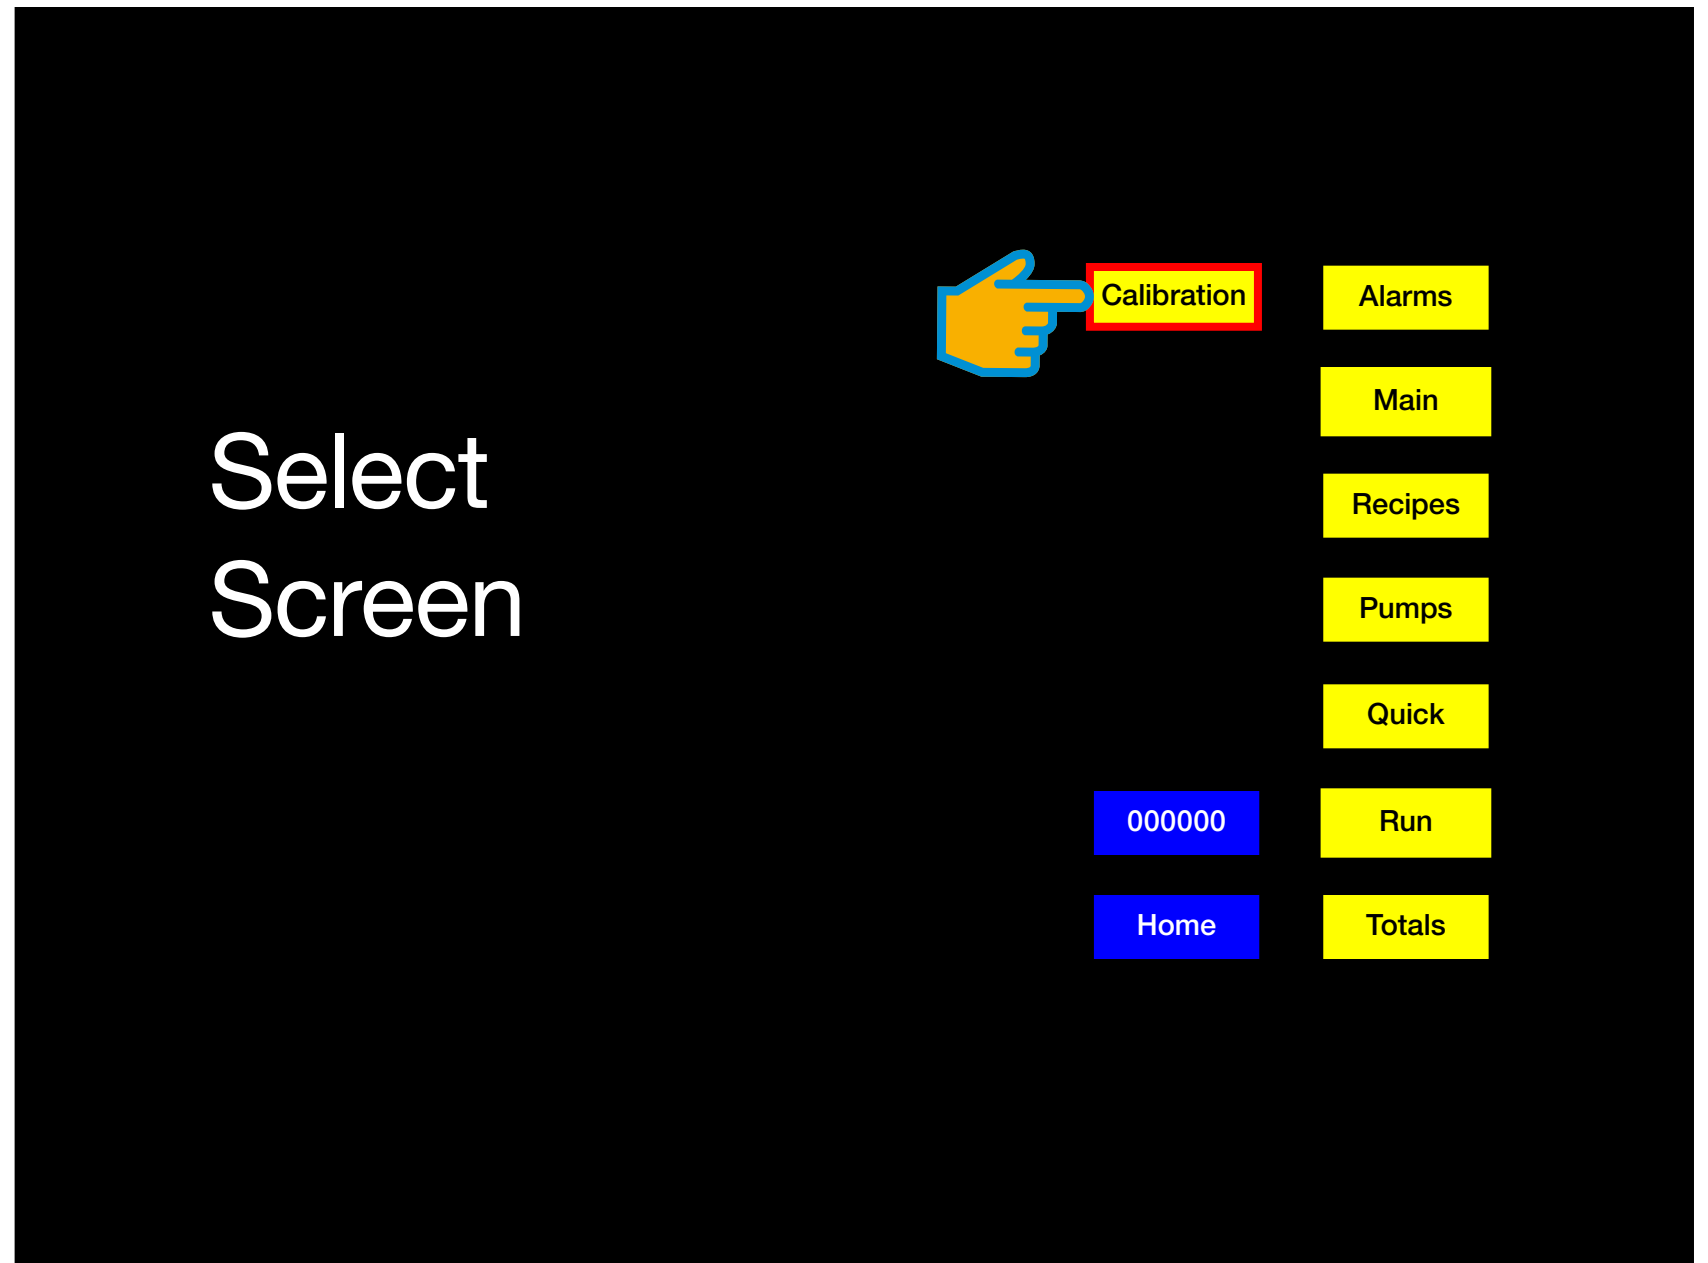 Select
Screen
Calibration
Alarms
Main
Recipes
Pumps
Quick
000000
Run
Home
Totals